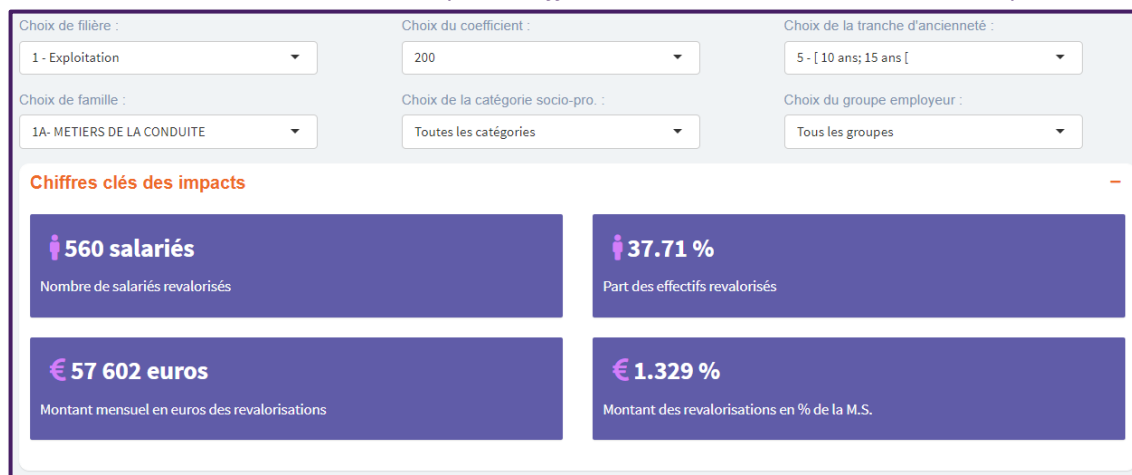 Choix de filière :
Choix du coefficient :
Choix de la tranche d'ancienneté :
1 - Exploitation
200
5 - [ 10 ans; 15 ans [
Choix de famille :
Choix de la catégorie socio-pro. :
Choix du groupe employeur :
1A- METIERS DE LA CONDUITE
Toutes les catégories
Tous les groupes
Chiffres clés des impacts
560 salariés
Nombre de salariés revalorisés
37.71 %
Part des effectifs revalorisés
€ 57 602 euros
Montant mensuel en euros des revalorisations
€ 1.329 %
Montant des revalorisations en % de la M.S.